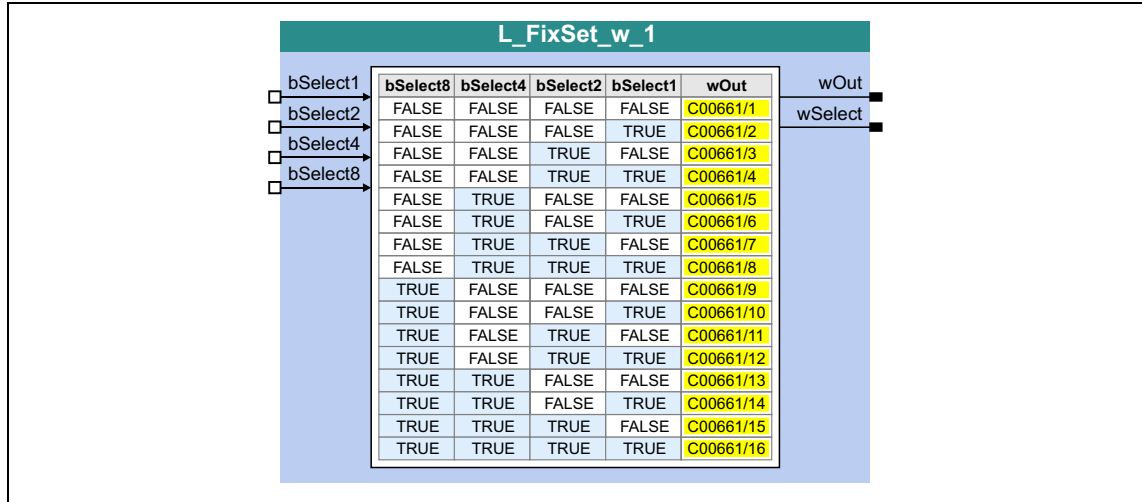 L_FixSet_w_1
bSelect1
bSelect2
bSelect4
bSelect8
bSelect8 bSelect4 bSelect2 bSelect1 wOut
FALSE FALSE FALSE FALSE C00661/1
FALSE FALSE FALSE TRUE C00661/2
FALSE FALSE TRUE FALSE C00661/3
FALSE FALSE TRUE TRUE C00661/4
FALSE TRUE FALSE FALSE C00661/5
FALSE TRUE FALSE TRUE C00661/6
FALSE TRUE TRUE FALSE C00661/7
FALSE TRUE TRUE TRUE C00661/8
TRUE FALSE FALSE FALSE C00661/9
TRUE FALSE FALSE TRUE C00661/10
TRUE FALSE TRUE FALSE C00661/11
TRUE FALSE TRUE TRUE C00661/12
TRUE TRUE FALSE FALSE C00661/13
TRUE TRUE FALSE TRUE C00661/14
TRUE TRUE TRUE FALSE C00661/15
TRUE TRUE TRUE TRUE C00661/16
wOut
wSelect